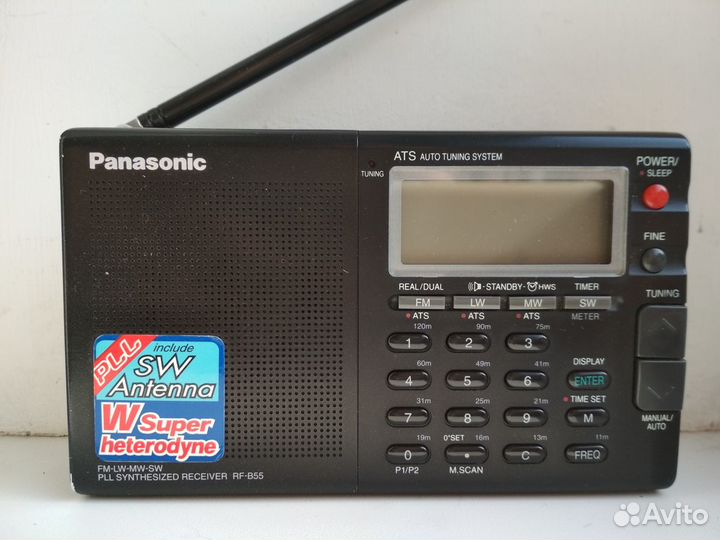 Panasonic
ATS AUTO TUNING SYSTEM
TUNING
POWER/
SLEEP
FINE
TUNING
MANUAL/
AUTO
REAL/DUAL
STANDBY
HWS
TIMER
FM LW MW SW
ATS ATS ATS METER
120m 90m 75m
1 2 3
60m 49m 41m DISPLAY
4 5 6 ENTER
31m 25m 21m TIME SET
7 8 9 M
19m 0*SET 16m 13m 11m
0 • C FREQ
P1/P2 M.SCAN
PLL
include
SW
Antenna
W Super
heterodyne
FM-LW-MW-SW
PLL SYNTHESIZED RECEIVER RF-B55
Avito